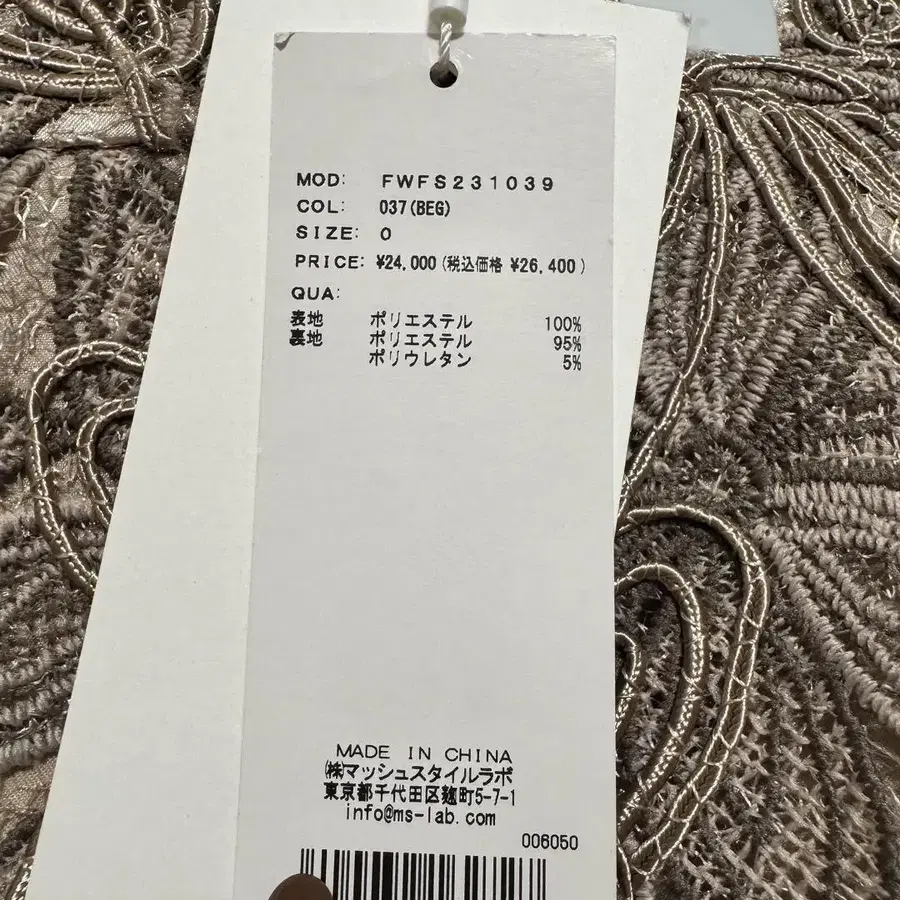 MOD: FWFS231039
COL: 037(BEG)
SIZE: 0
PRICE: ¥24,000(税込価格 ¥26,400)
QUA:
表地 ポリエステル 100%
裏地 ポリエステル 95%
ポリウレタン 5%
MADE IN CHINA
㈱マッシュスタイルラボ
東京都千代田区麹町5-7-1
info@ms-lab.com
006050